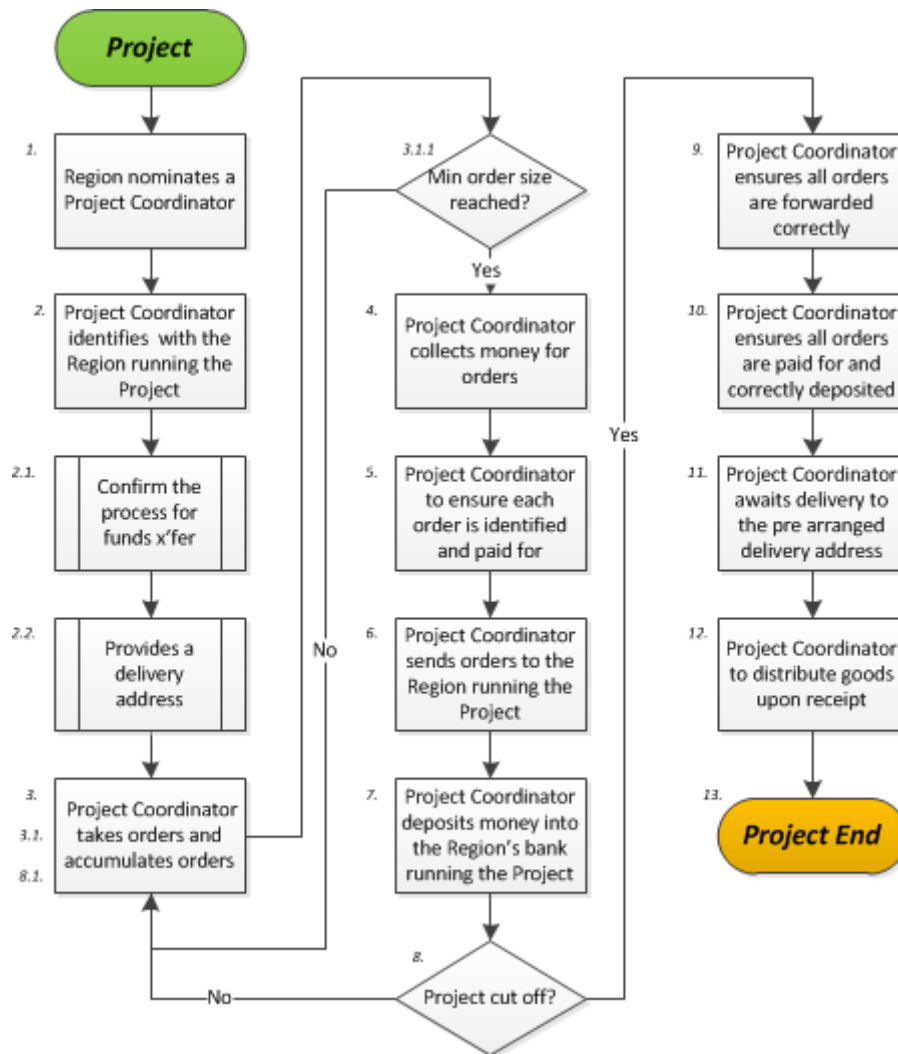 Project
1.
Region nominates a
Project Coordinator
2.
Project Coordinator
identifies with the
Region running the
Project
2.1.
Confirm the
process for
funds x'fer
2.2.
Provides a
delivery
address
3.
3.1.
8.1.
Project Coordinator
takes orders and
accumulates orders
3.1.1
Min order size
reached?
No
Yes
4.
Project Coordinator
collects money for
orders
5.
Project Coordinator
to ensure each
order is identified
and paid for
6.
Project Coordinator
sends orders to the
Region running the
Project
7.
Project Coordinator
deposits money into
the Region's bank
running the Project
8.
Project cut off?
No
Yes
9.
Project Coordinator
ensures all orders
are forwarded
correctly
10.
Project Coordinator
ensures all orders
are paid for and
correctly deposited
11.
Project Coordinator
awaits delivery to
the pre arranged
delivery address
12.
Project Coordinator
to distribute goods
upon receipt
13.
Project End